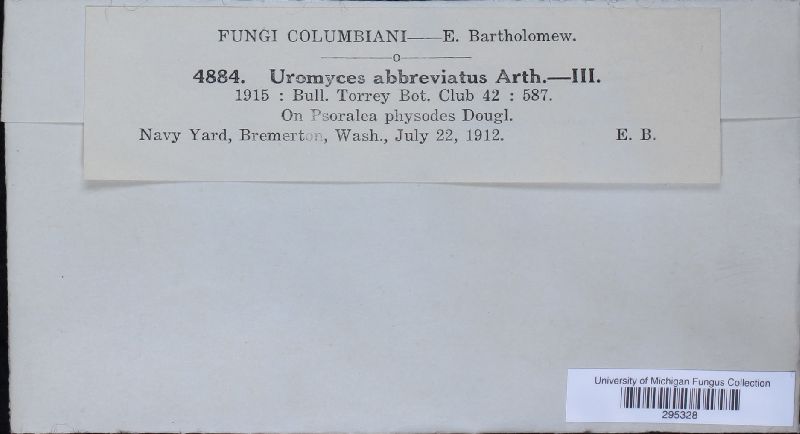 FUNGI COLUMBIANI——E. Bartholomew.
4884. Uromyces abbreviatus Arth.—III.
1915 : Bull. Torrey Bot. Club 42 : 587.
On Psoralea physodes Dougl.
Navy Yard, Bremerton, Wash., July 22, 1912. E. B.
University of Michigan Fungus Collection
295328